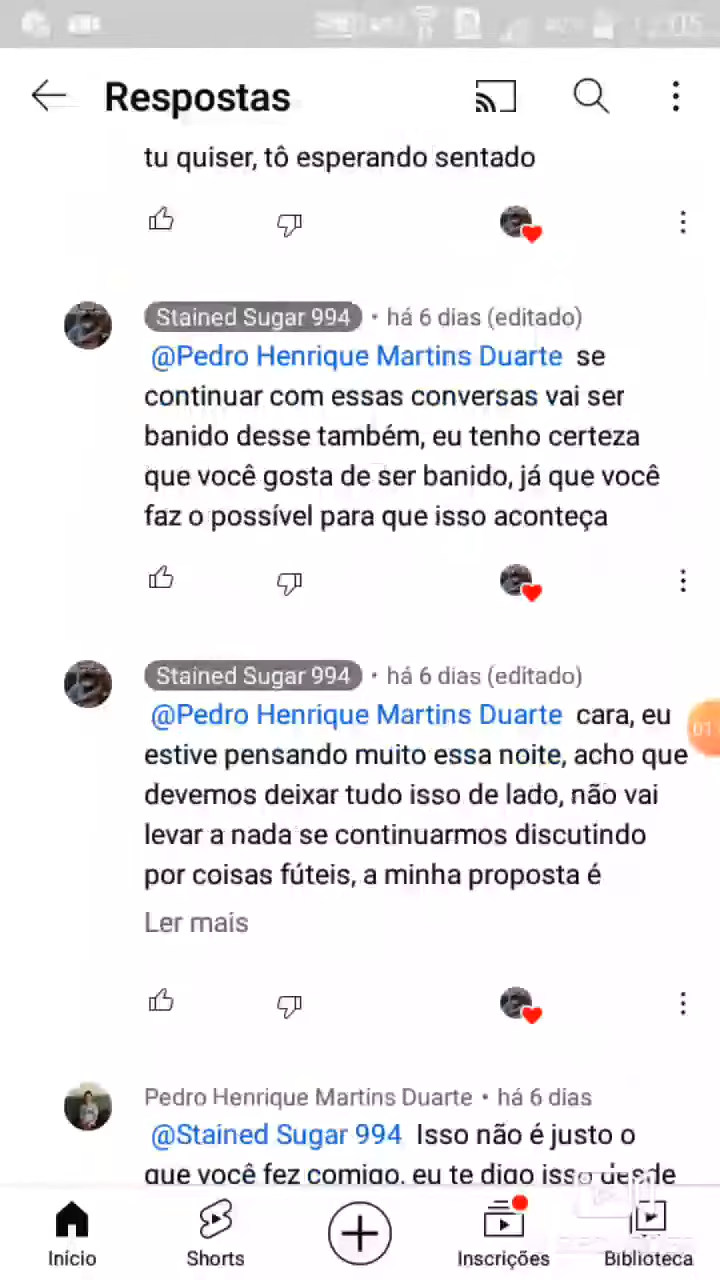 Respostas
tu quiser, tô esperando sentado
Stained Sugar 994 • há 6 dias (editado)
@Pedro Henrique Martins Duarte se
continuar com essas conversas vai ser
banido desse também, eu tenho certeza
que você gosta de ser banido, já que você
faz o possível para que isso aconteça
Stained Sugar 994 • há 6 dias (editado)
@Pedro Henrique Martins Duarte cara, eu
estive pensando muito essa noite, acho que
devemos deixar tudo isso de lado, não vai
levar a nada se continuarmos discutindo
por coisas fúteis, a minha proposta é
Ler mais
Pedro Henrique Martins Duarte • há 6 dias
@Stained Sugar 994 Isso não é justo o
que você fez comigo, eu te digo isso desde
Início Shorts Inscrições Biblioteca